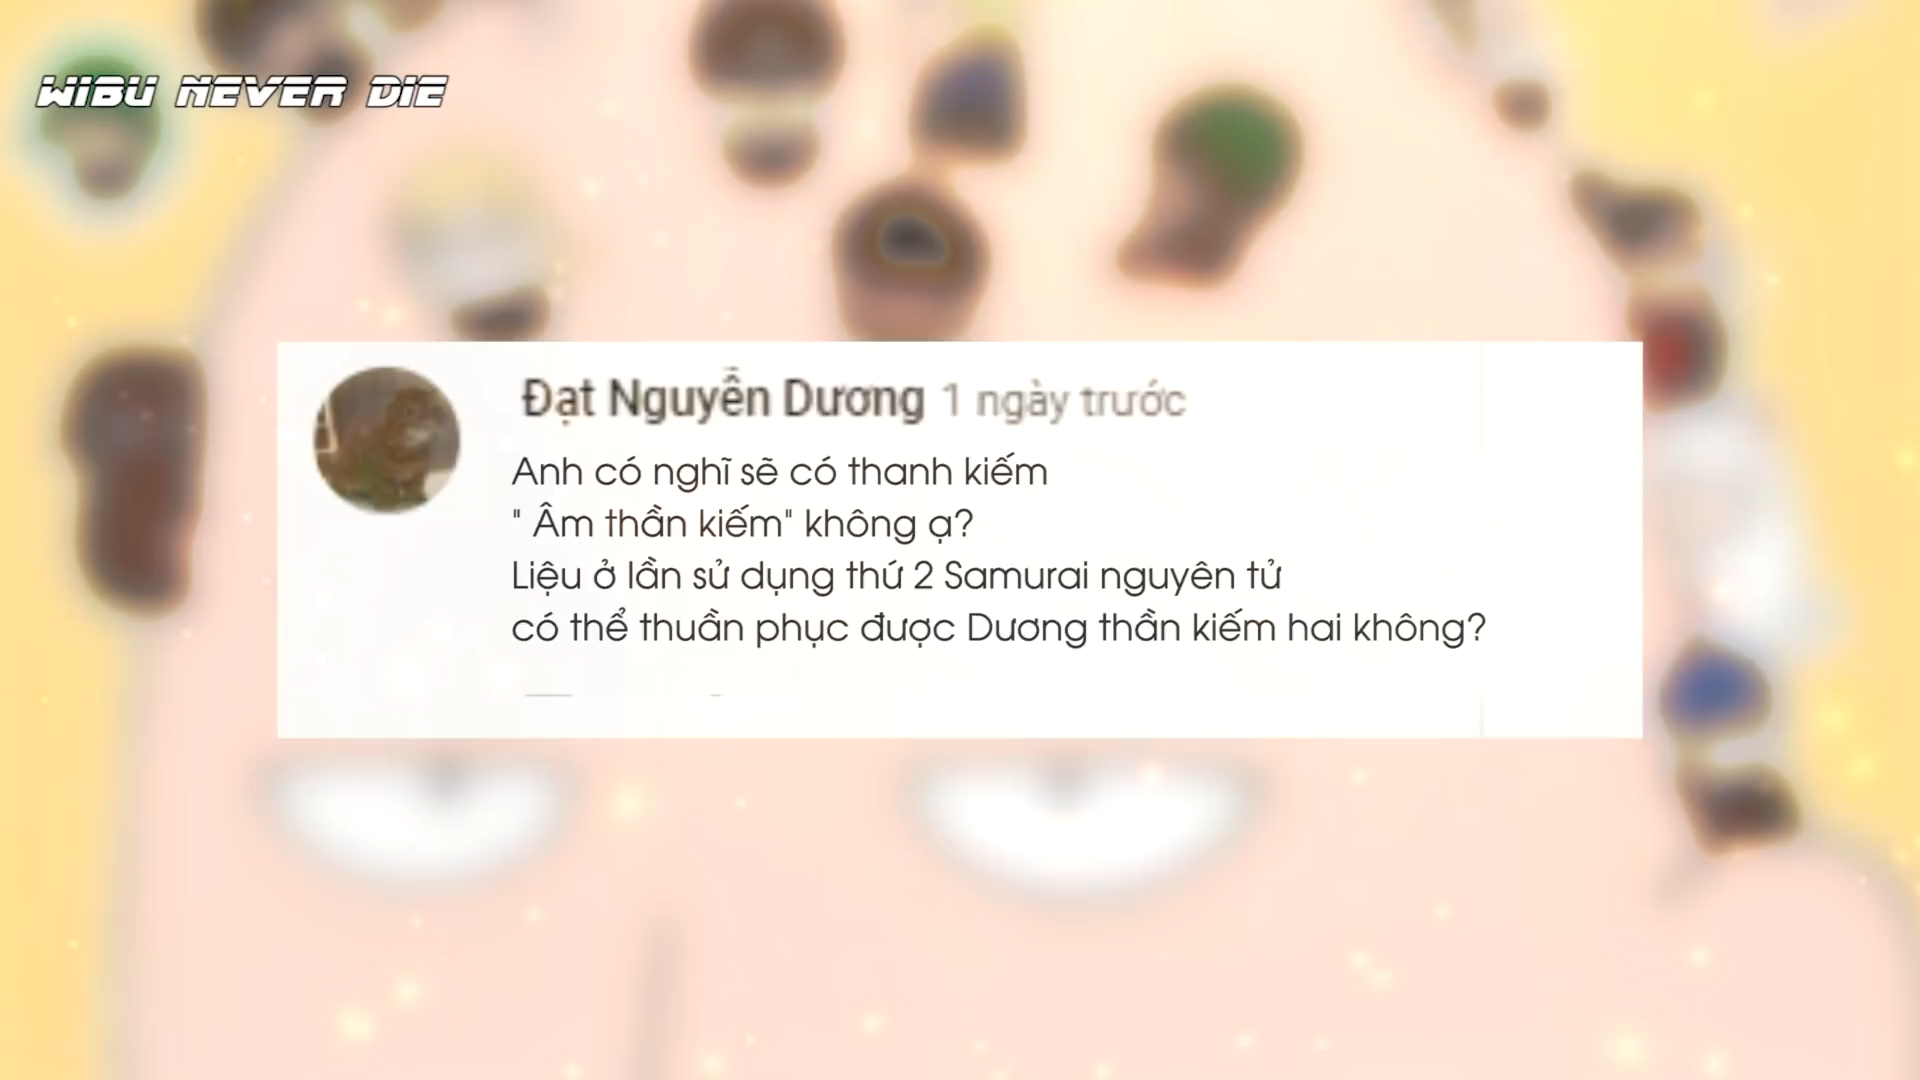 WIBU NEVER DIE
Đạt Nguyễn Dương 1 ngày trước
Anh có nghĩ sẽ có thanh kiếm
" Âm thần kiếm" không ạ?
Liệu ở lần sử dụng thứ 2 Samurai nguyên tử
có thể thuần phục được Dương thần kiếm hai không?